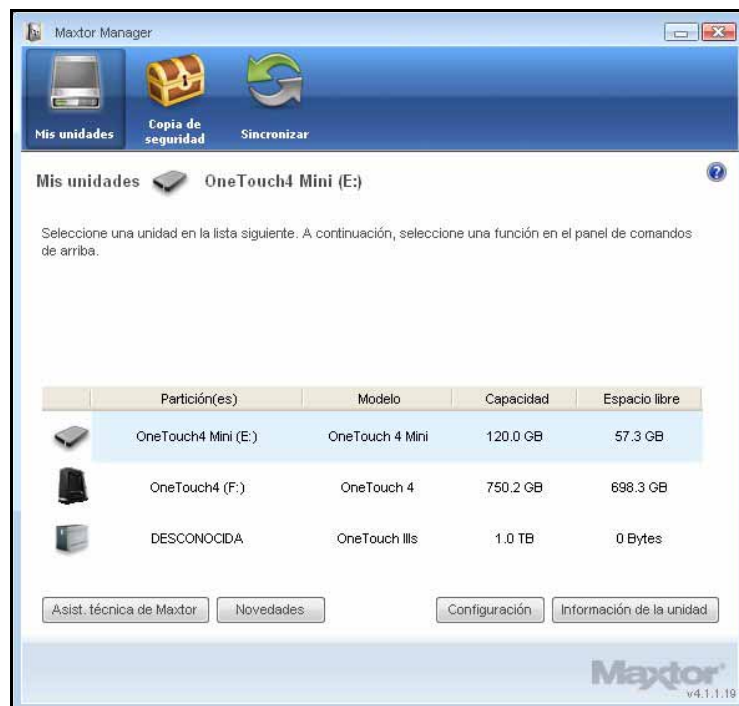 Maxtor Manager
Mis unidades
Copia de
seguridad
Sincronizar
Mis unidades OneTouch4 Mini (E:)
?
Seleccione una unidad en la lista siguiente. A continuación, seleccione una función en el panel de comandos
de arriba.
Partición(es) Modelo Capacidad Espacio libre
OneTouch4 Mini (E:) OneTouch 4 Mini 120.0 GB 57.3 GB
OneTouch4 (F:) OneTouch 4 750.2 GB 698.3 GB
DESCONOCIDA OneTouch IIIs 1.0 TB 0 Bytes
Asist. técnica de Maxtor Novedades Configuración Información de la unidad
Maxtor
v4.1.1.19